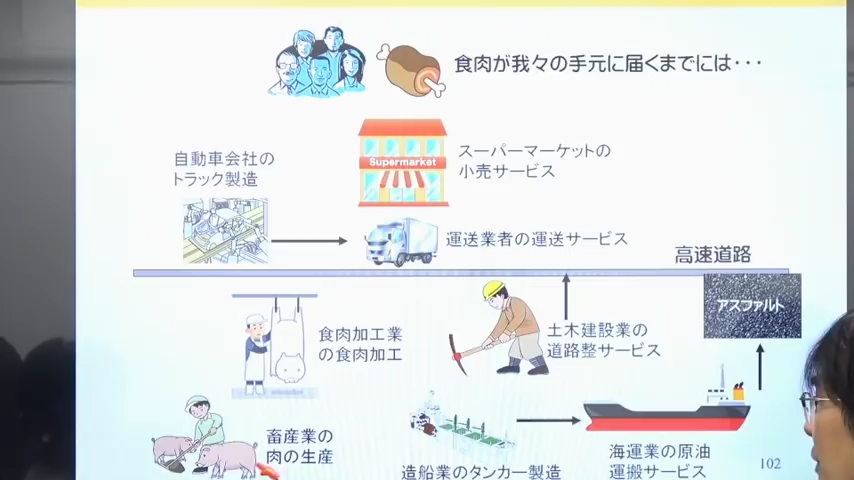 食肉が我々の手元に届くまでには・・・
自動車会社の
トラック製造
Supermarket
スーパーマーケットの
小売サービス
運送業者の運送サービス
高速道路
アスファルト
食肉加工業
の食肉加工
土木建設業の
道路整サービス
畜産業の
肉の生産
造船業のタンカー製造
海運業の原油
運搬サービス
102